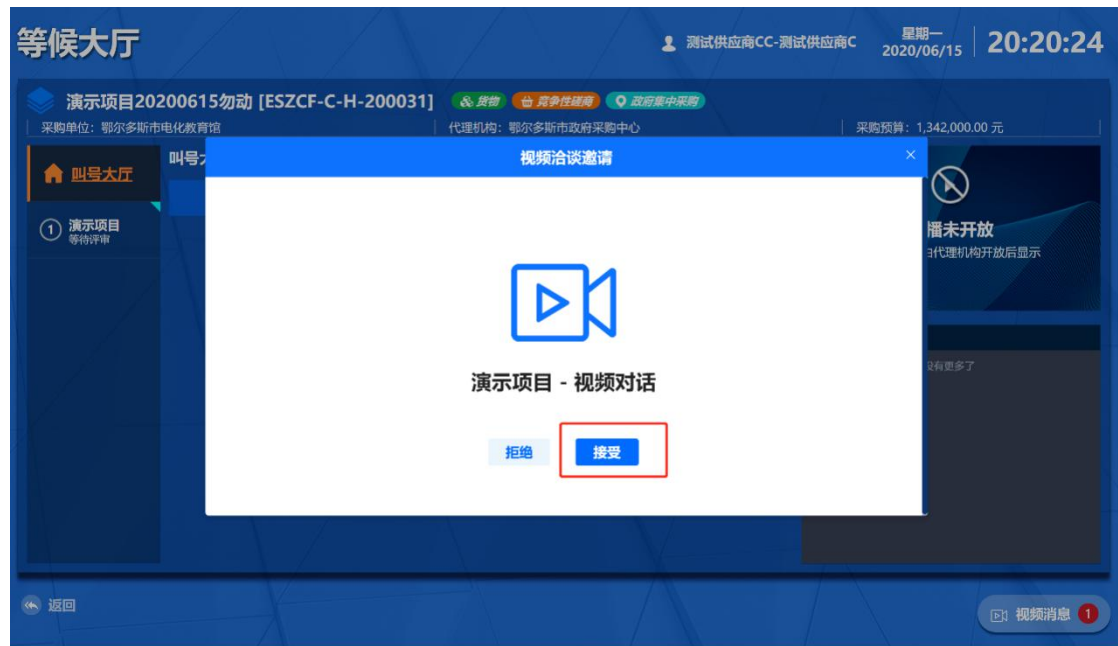 等候大厅
测试供应商CC-测试供应商C
星期一
2020/06/15
20:20:24
演示项目20200615勿动 [ESZCF-C-H-200031]
货物
竞争性磋商
政府集中采购
采购单位：鄂尔多斯市电化教育馆
代理机构：鄂尔多斯市政府采购中心
采购预算：1,342,000.00 元
叫号大厅
叫号
视频洽谈邀请
1
演示项目
等待评审
播未开放
代理机构开放后显示
演示项目 - 视频对话
没有更多了
拒绝
接受
返回
视频消息 1